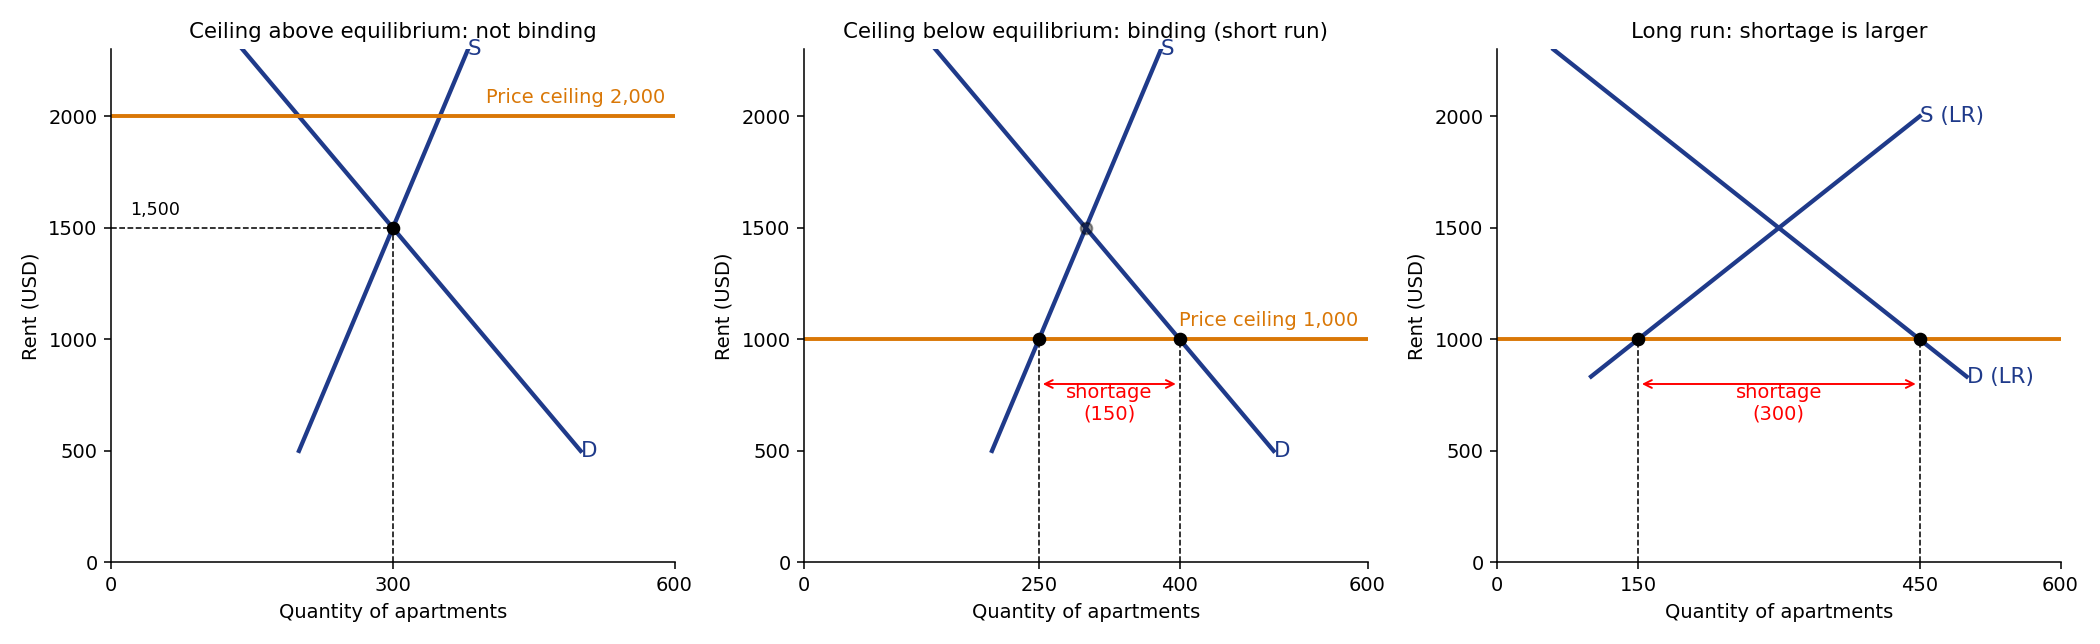 Ceiling above equilibrium: not binding
S
Price ceiling 2,000
2000
1,500
1500
1000
500
D
0
0
300
600
Rent (USD)
Quantity of apartments
Ceiling below equilibrium: binding (short run)
S
2000
1500
Price ceiling 1,000
1000
shortage
(150)
500
D
0
0
250
400
600
Rent (USD)
Quantity of apartments
Long run: shortage is larger
2000
S (LR)
1500
1000
D (LR)
shortage
(300)
500
0
0
150
450
600
Rent (USD)
Quantity of apartments